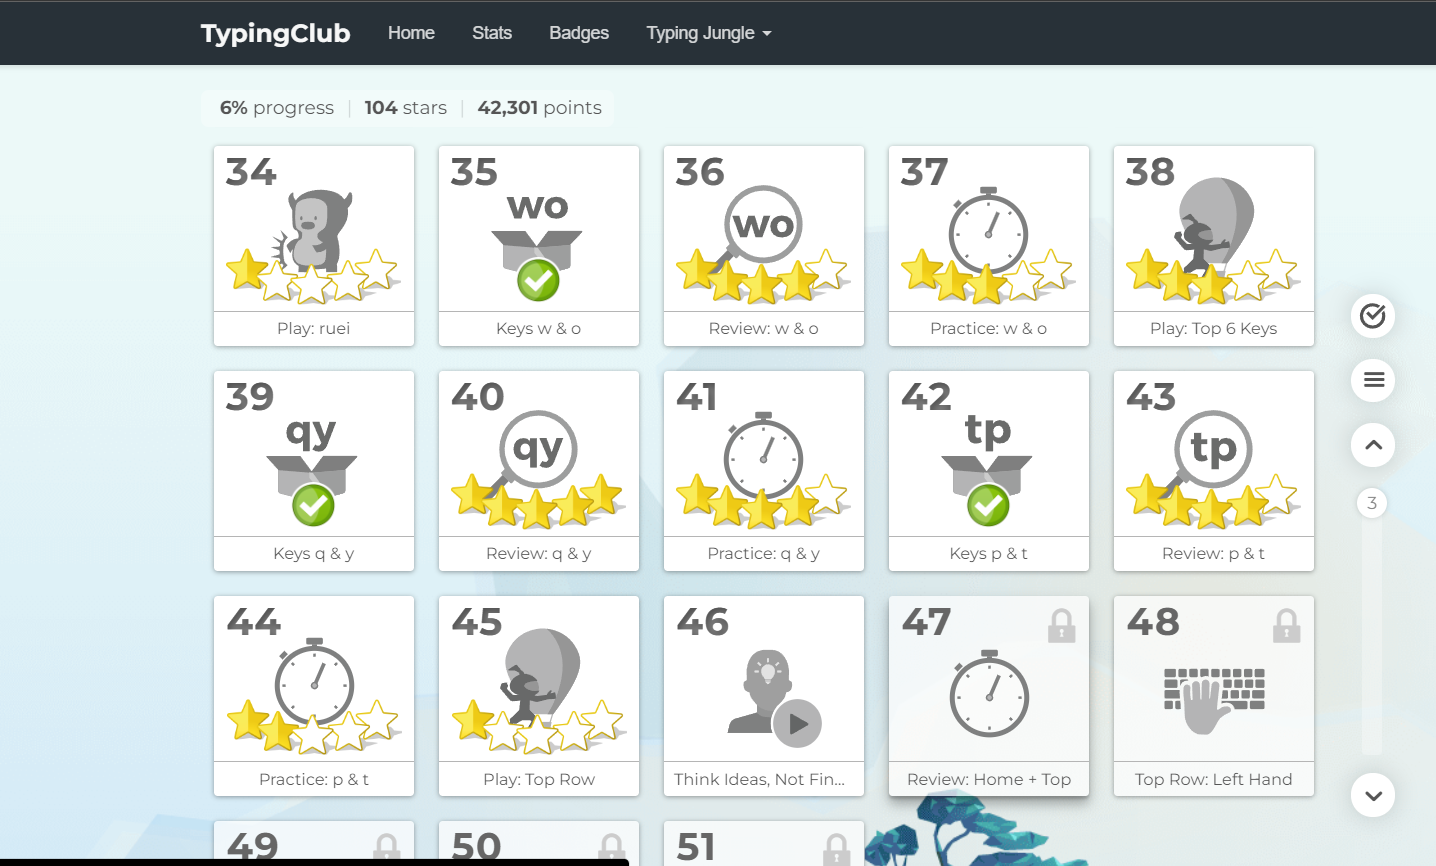 TypingClub Home Stats Badges Typing Jungle
6% progress 104 stars 42,301 points
34 35 36 37 38
wo wo
Play: ruei Keys w & o Review: w & o Practice: w & o Play: Top 6 Keys
39 40 41 42 43
qy qy tp tp
Keys q & y Review: q & y Practice: q & y Keys p & t Review: p & t
3
44 45 46 47 48
Practice: p & t Play: Top Row Think Ideas, Not Fin... Review: Home + Top Top Row: Left Hand
49 50 51